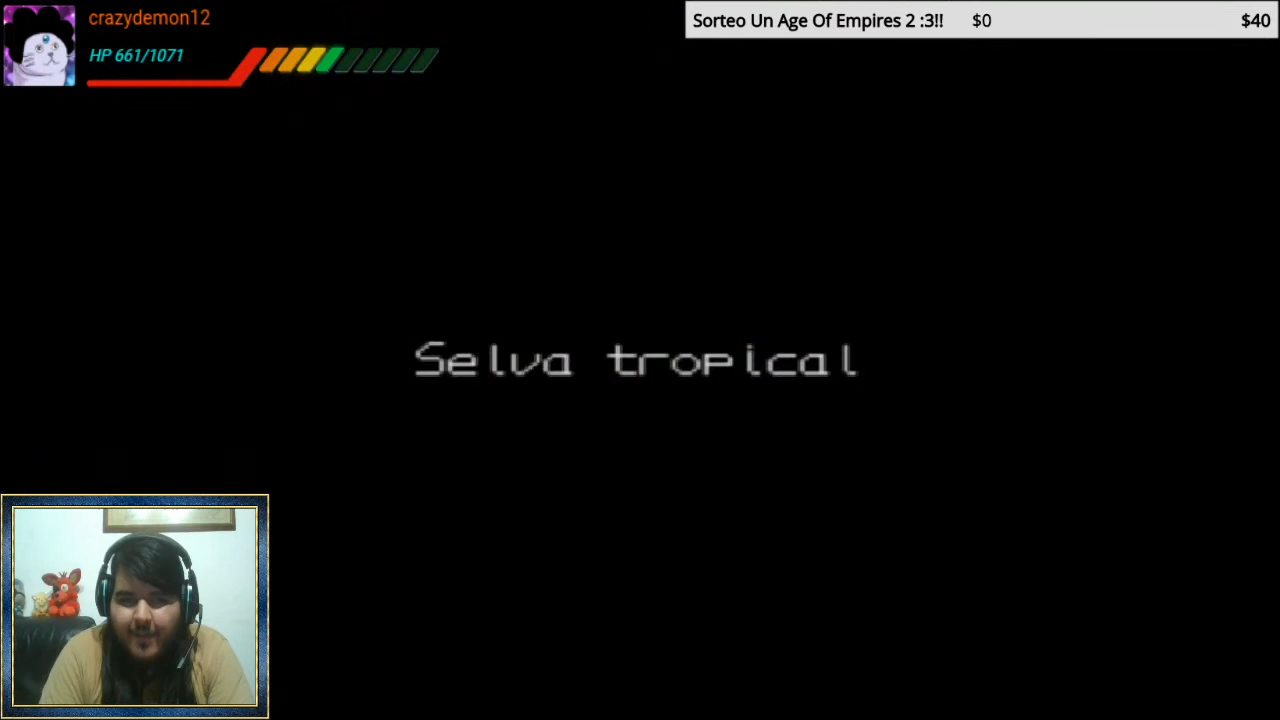 crazydemon12
HP 661/1071
Sorteo Un Age Of Empires 2 :3!! $0 $40
Selva tropical